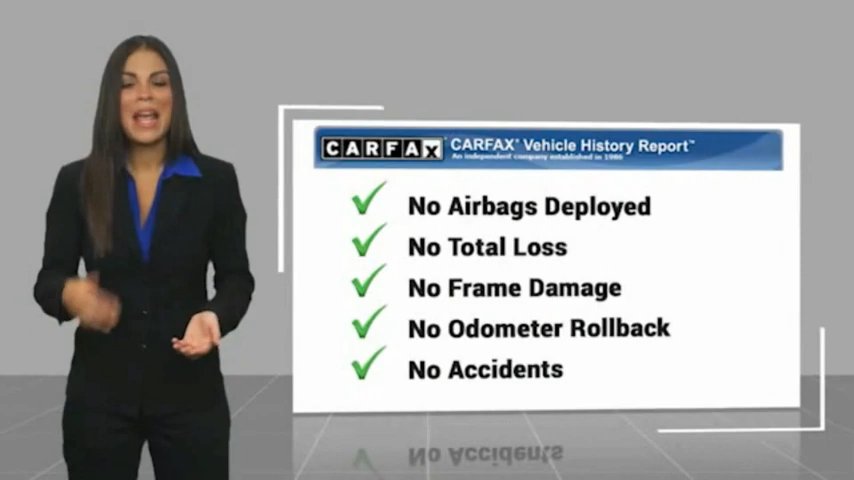 CARFAX CARFAX® Vehicle History Report™
An independent company established in 1986
No Airbags Deployed
No Total Loss
No Frame Damage
No Odometer Rollback
No Accidents
No Accidents